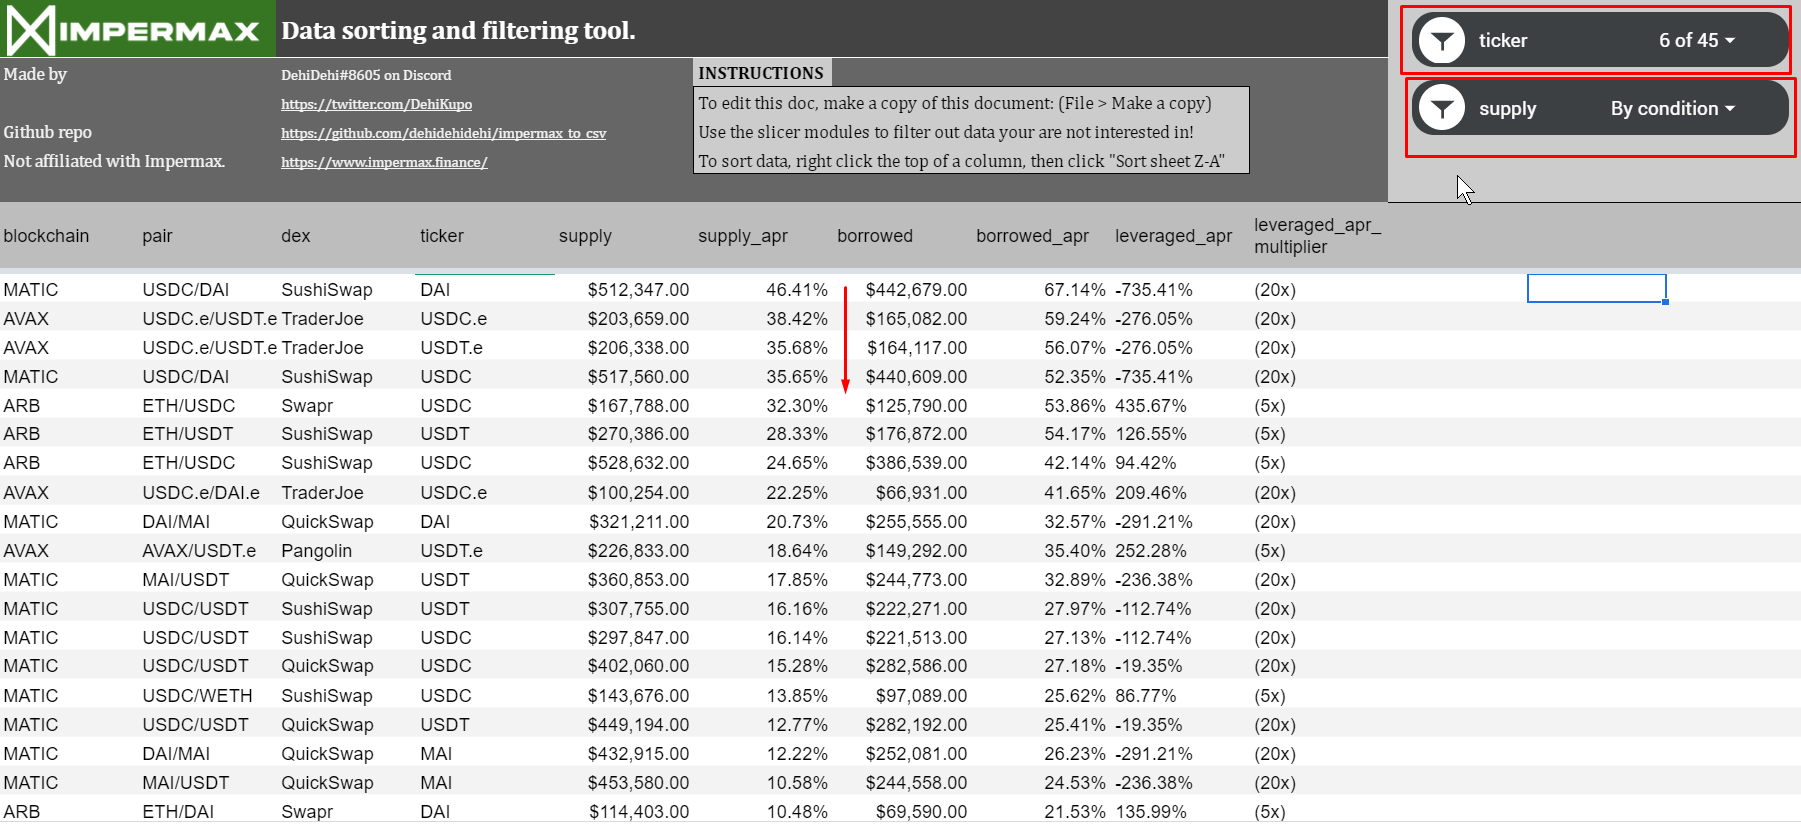 IMPERMAX
Data sorting and filtering tool.
ticker 6 of 45
Made by DehiDehi#8605 on Discord
INSTRUCTIONS
https://twitter.com/DehiKupo
To edit this doc, make a copy of this document: (File > Make a copy)
supply By condition
Github repo https://github.com/dehidehidehi/impermax_to_csv
Use the slicer modules to filter out data your are not interested in!
Not affiliated with Impermax. https://www.impermax.finance/
To sort data, right click the top of a column, then click "Sort sheet Z-A"
blockchain pair dex ticker supply supply_apr borrowed borrowed_apr leveraged_apr leveraged_apr_
multiplier
MATIC USDC/DAI SushiSwap DAI $512,347.00 46.41% $442,679.00 67.14% -735.41% (20x)
AVAX USDC.e/USDT.e TraderJoe USDC.e $203,659.00 38.42% $165,082.00 59.24% -276.05% (20x)
AVAX USDC.e/USDT.e TraderJoe USDT.e $206,338.00 35.68% $164,117.00 56.07% -276.05% (20x)
MATIC USDC/DAI SushiSwap USDC $517,560.00 35.65% $440,609.00 52.35% -735.41% (20x)
ARB ETH/USDC Swapr USDC $167,788.00 32.30% $125,790.00 53.86% 435.67% (5x)
ARB ETH/USDT SushiSwap USDT $270,386.00 28.33% $176,872.00 54.17% 126.55% (5x)
ARB ETH/USDC SushiSwap USDC $528,632.00 24.65% $386,539.00 42.14% 94.42% (5x)
AVAX USDC.e/DAI.e TraderJoe USDC.e $100,254.00 22.25% $66,931.00 41.65% 209.46% (20x)
MATIC DAI/MAI QuickSwap DAI $321,211.00 20.73% $255,555.00 32.57% -291.21% (20x)
AVAX AVAX/USDT.e Pangolin USDT.e $226,833.00 18.64% $149,292.00 35.40% 252.28% (5x)
MATIC MAI/USDT QuickSwap USDT $360,853.00 17.85% $244,773.00 32.89% -236.38% (20x)
MATIC USDC/USDT SushiSwap USDT $307,755.00 16.16% $222,271.00 27.97% -112.74% (20x)
MATIC USDC/USDT SushiSwap USDC $297,847.00 16.14% $221,513.00 27.13% -112.74% (20x)
MATIC USDC/USDT QuickSwap USDC $402,060.00 15.28% $282,586.00 27.18% -19.35% (20x)
MATIC USDC/WETH SushiSwap USDC $143,676.00 13.85% $97,089.00 25.62% 86.77% (5x)
MATIC USDC/USDT QuickSwap USDT $449,194.00 12.77% $282,192.00 25.41% -19.35% (20x)
MATIC DAI/MAI QuickSwap MAI $432,915.00 12.22% $252,081.00 26.23% -291.21% (20x)
MATIC MAI/USDT QuickSwap MAI $453,580.00 10.58% $244,558.00 24.53% -236.38% (20x)
ARB ETH/DAI Swapr DAI $114,403.00 10.48% $69,590.00 21.53% 135.99% (5x)